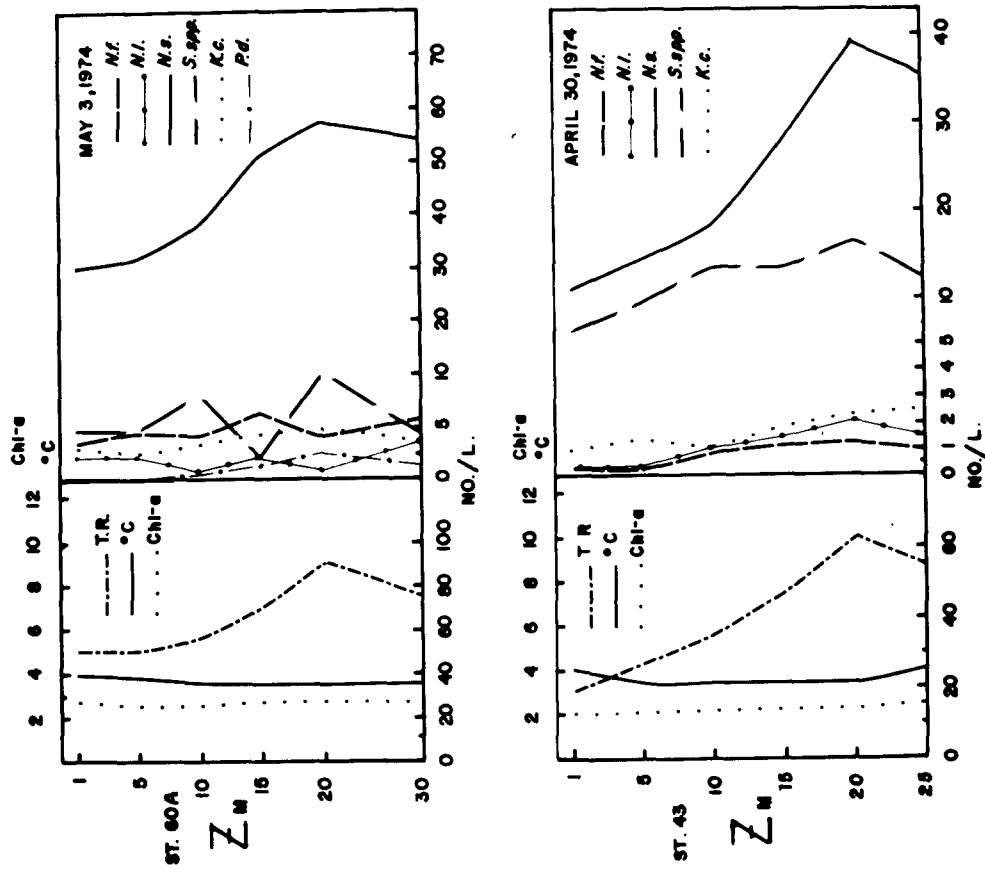 Chl-a
°C
2 4 6 8 10 12
ST. 60A
Z M
1 5 10 15 20 30
T.R.
°C
Chl-a
0 20 40 60 80 100
MAY 3, 1974
N.f.
N.l.
N.s.
S. spp.
K.c.
P.d.
0 5 10 20 30 40 50 60 70
NO./L.
Chl-a
°C
2 4 6 8 10 12
ST. 43
Z M
1 5 10 15 20 25
T R
°C
Chl-a
0 20 40 60
APRIL 30, 1974
N.f.
N.l.
N.s.
S. spp.
K.c.
0 1 2 3 4 5 10 20 30 40
NO./L.